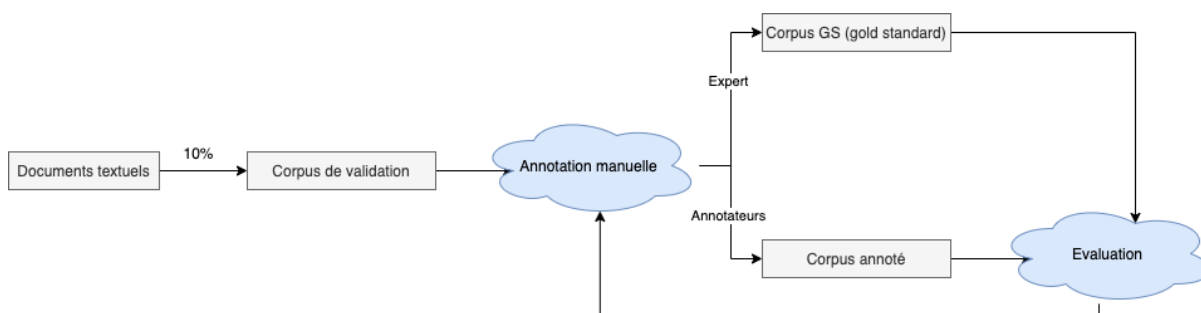 Corpus GS (gold standard)
Expert
10%
Documents textuels
Corpus de validation
Annotation manuelle
Annotateurs
Corpus annoté
Evaluation